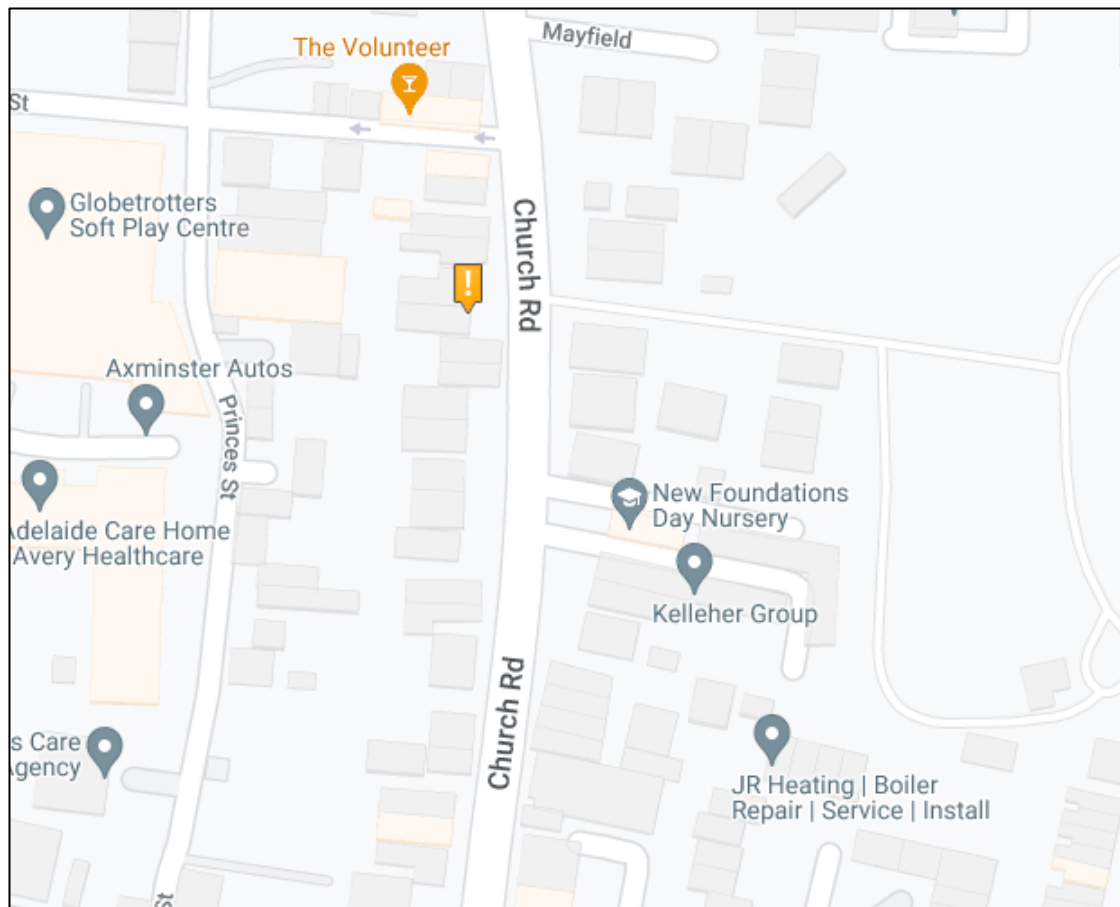 Mayfield
The Volunteer
St
Globetrotters
Soft Play Centre
Church Rd
!
Axminster Autos
Princes St
New Foundations
Day Nursery
Adelaide Care Home
Avery Healthcare
Kelleher Group
Church Rd
s Care
Agency
JR Heating | Boiler
Repair | Service | Install
St